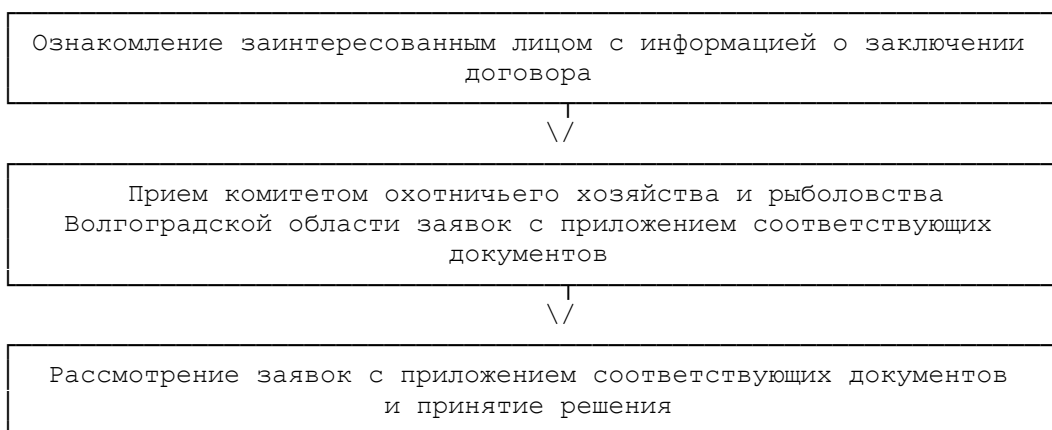 Ознакомление заинтересованным лицом с информацией о заключении
договора
\/
Прием комитетом охотничьего хозяйства и рыболовства
Волгоградской области заявок с приложением соответствующих
документов
\/
Рассмотрение заявок с приложением соответствующих документов
и принятие решения